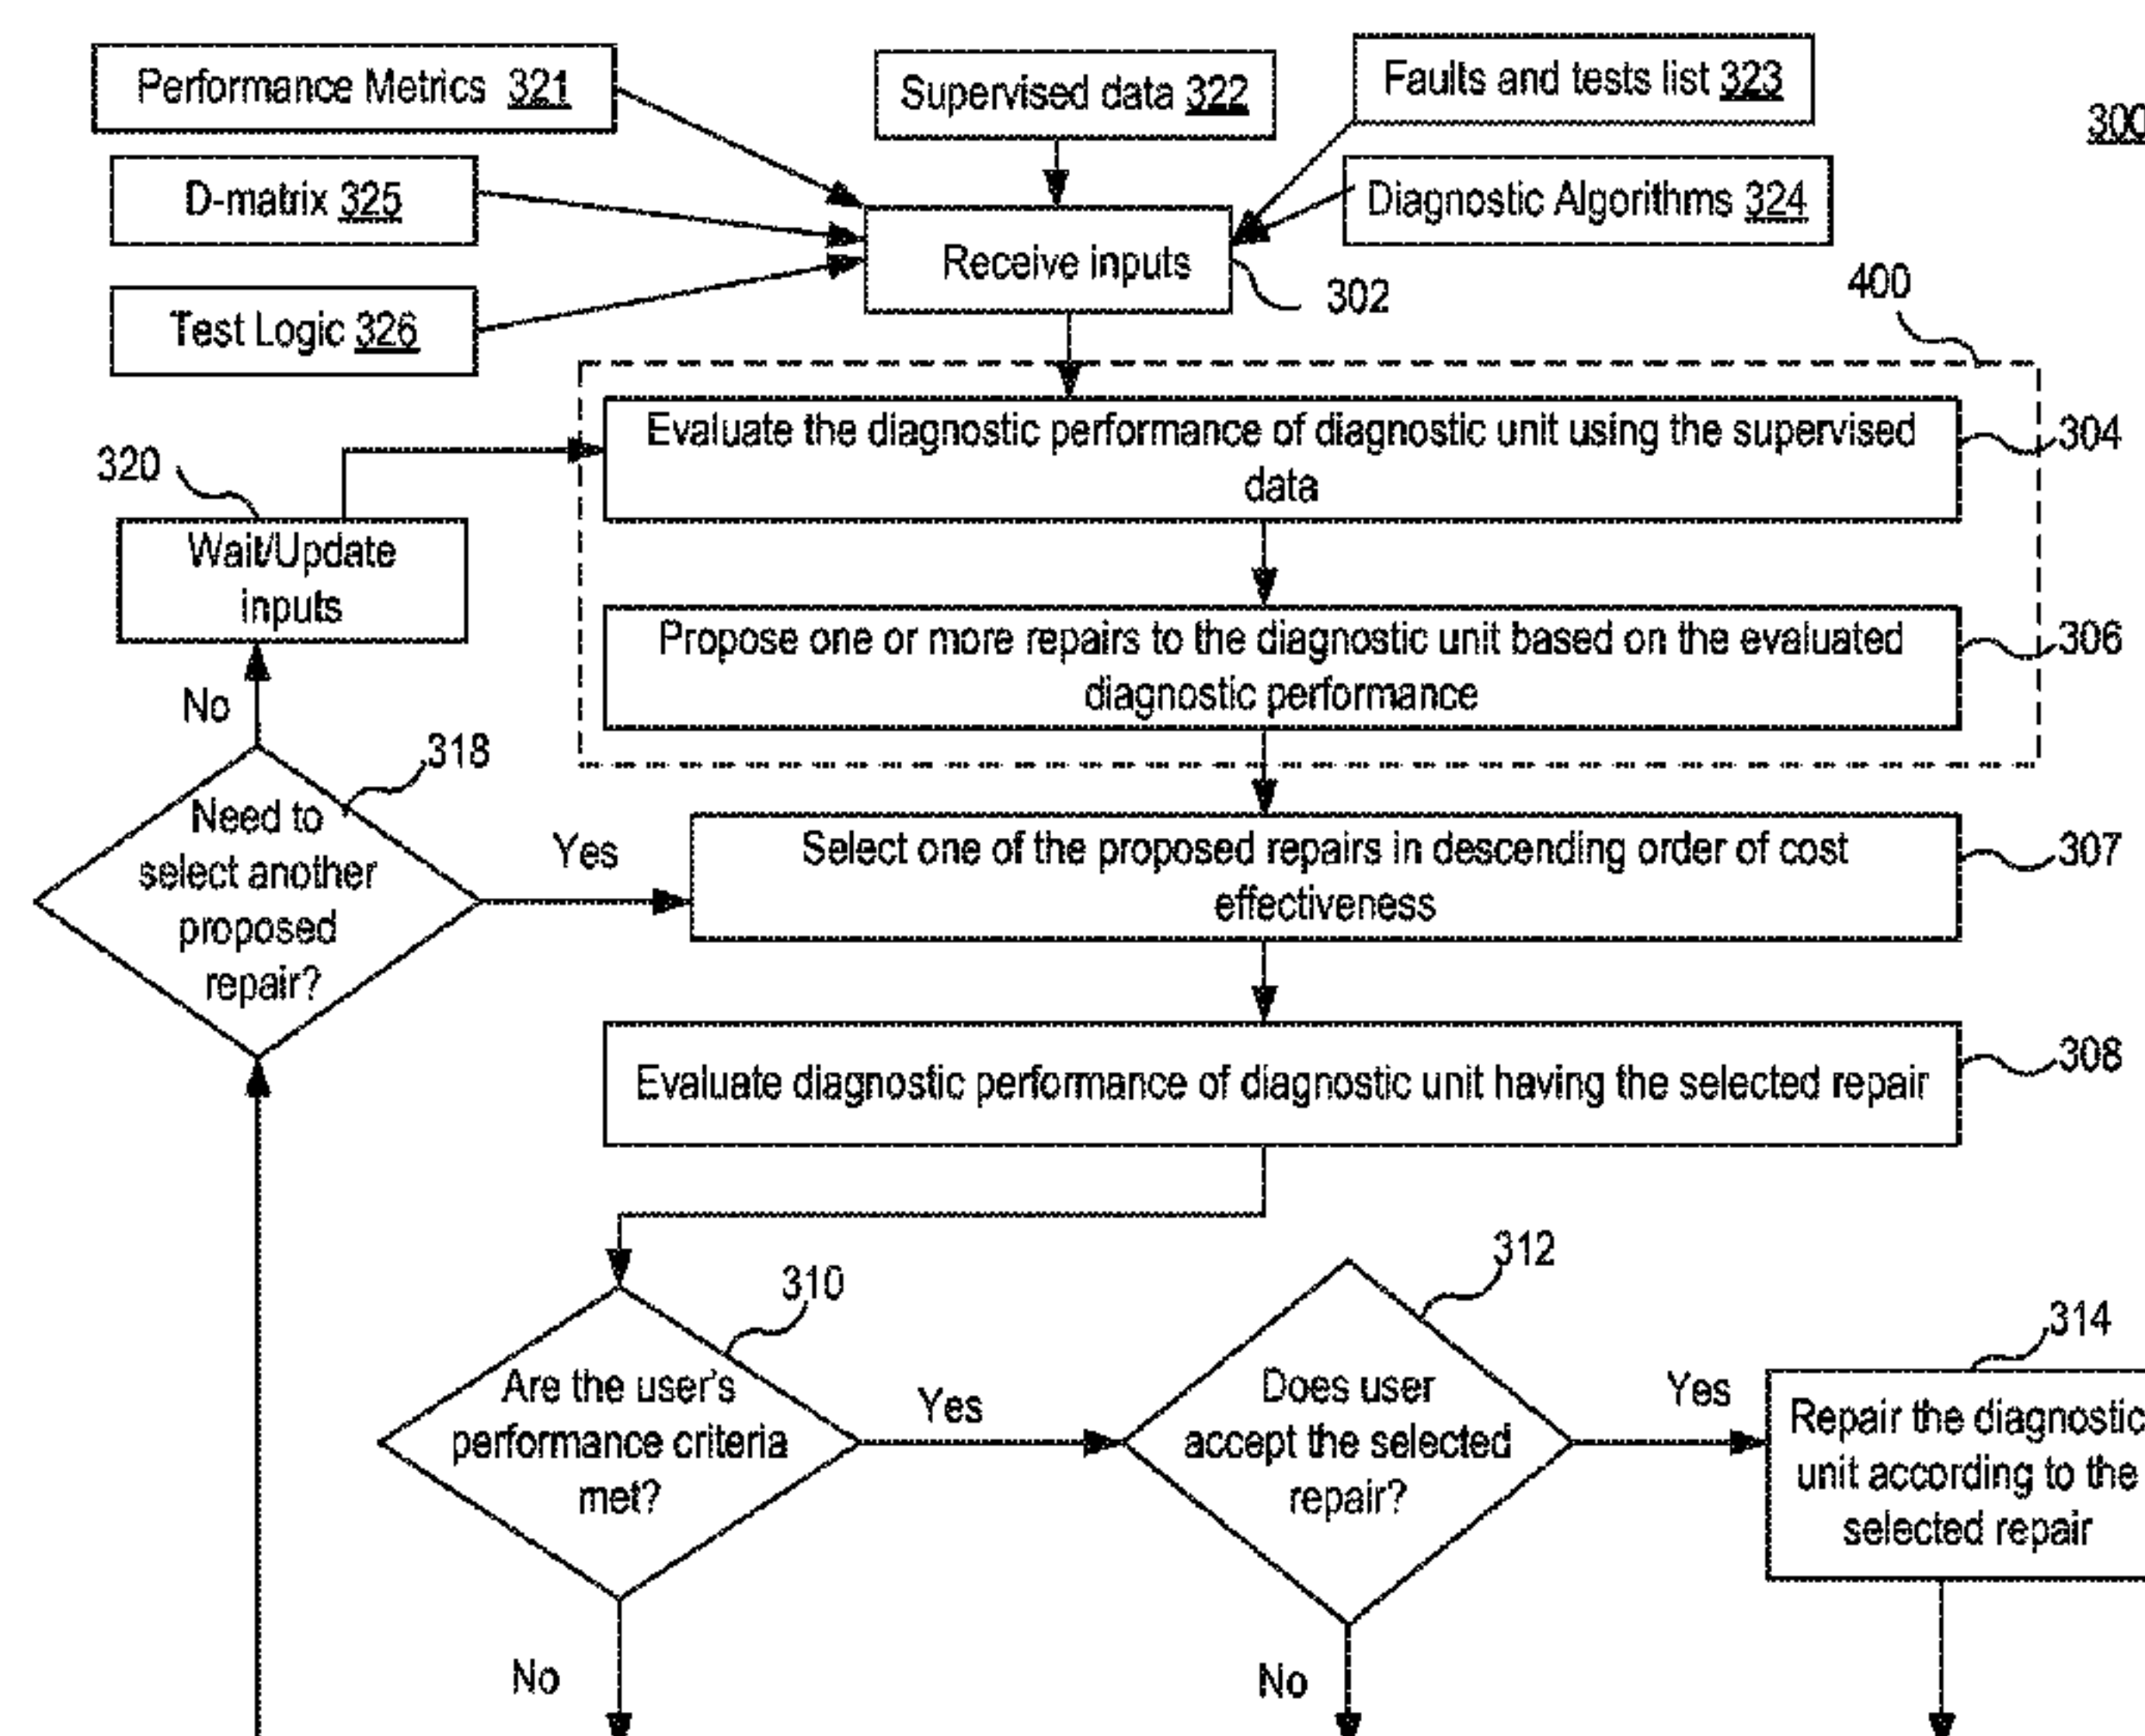 Performance Metrics 321
Supervised data 322
Faults and tests list 323
300
D-matrix 325
Diagnostic Algorithms 324
Receive inputs
302
Test Logic 326
400
Evaluate the diagnostic performance of diagnostic unit using the supervised
data
304
320
Wait/Update
inputs
Propose one or more repairs to the diagnostic unit based on the evaluated
diagnostic performance
306
No
318
Need to
select another
proposed
repair?
Yes
Select one of the proposed repairs in descending order of cost
effectiveness
307
Evaluate diagnostic performance of diagnostic unit having the selected repair
308
310
312
314
Are the user's
performance criteria
met?
Yes
Does user
accept the selected
repair?
Yes
Repair the diagnostic
unit according to the
selected repair
No
No